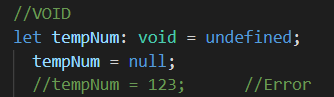 //VOID
let tempNum: void = undefined;
tempNum = null;
//tempNum = 123;      //Error